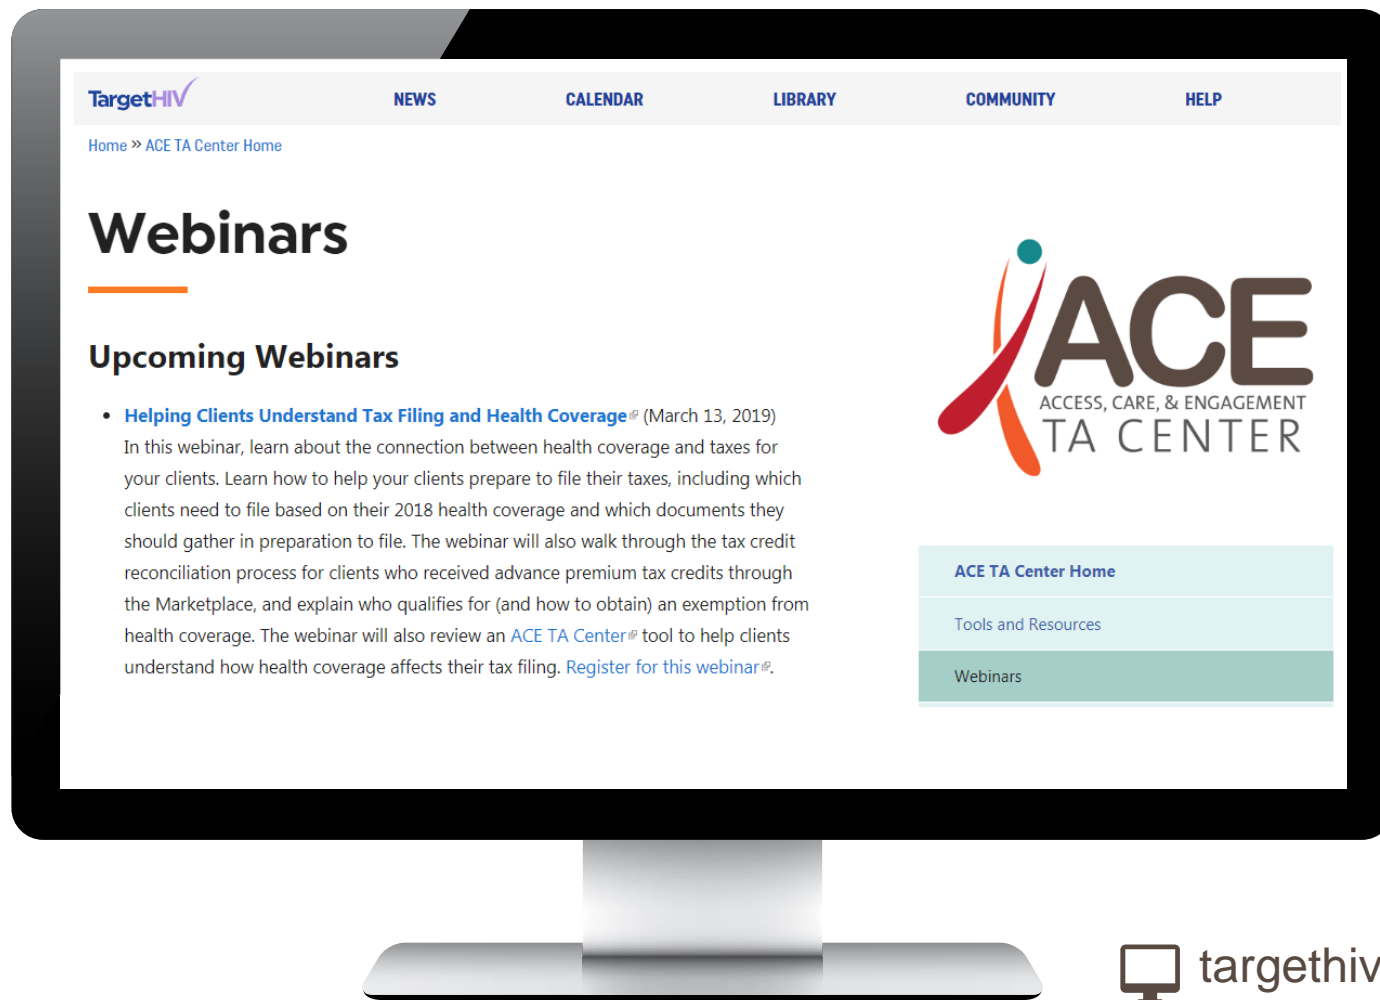 TargetHIV NEWS CALENDAR LIBRARY COMMUNITY HELP
Home » ACE TA Center Home
Webinars
Upcoming Webinars
• Helping Clients Understand Tax Filing and Health Coverage (March 13, 2019)
In this webinar, learn about the connection between health coverage and taxes for
your clients. Learn how to help your clients prepare to file their taxes, including which
clients need to file based on their 2018 health coverage and which documents they
should gather in preparation to file. The webinar will also walk through the tax credit
reconciliation process for clients who received advance premium tax credits through
the Marketplace, and explain who qualifies for (and how to obtain) an exemption from
health coverage. The webinar will also review an ACE TA Center tool to help clients
understand how health coverage affects their tax filing. Register for this webinar.
ACE
ACCESS, CARE, & ENGAGEMENT
TA CENTER
ACE TA Center Home
Tools and Resources
Webinars
targethiv